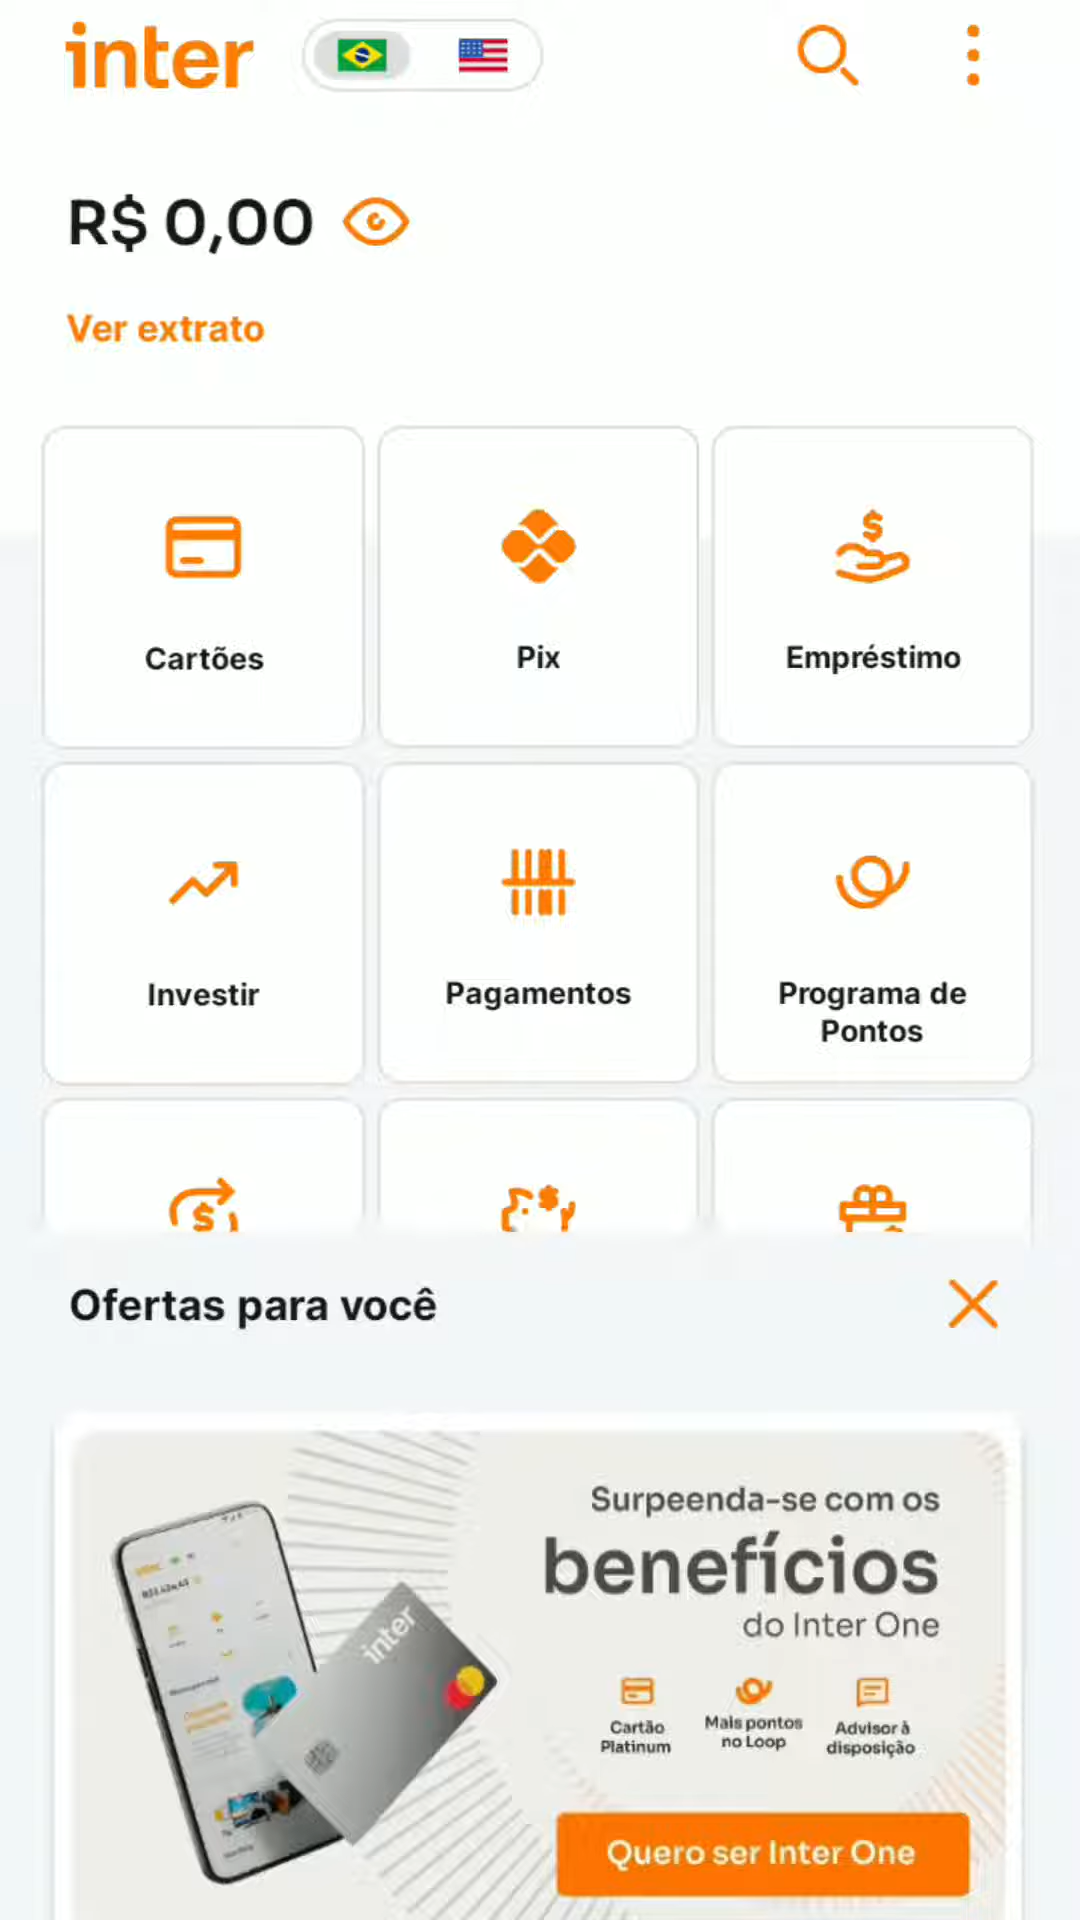 inter
R$ 0,00
Ver extrato
Cartões
Pix
Empréstimo
Investir
Pagamentos
Programa de
Pontos
Ofertas para você
Surpeenda-se com os
benefícios
do Inter One
inter
Cartão
Platinum
Mais pontos
no Loop
Advisor à
disposição
Quero ser Inter One